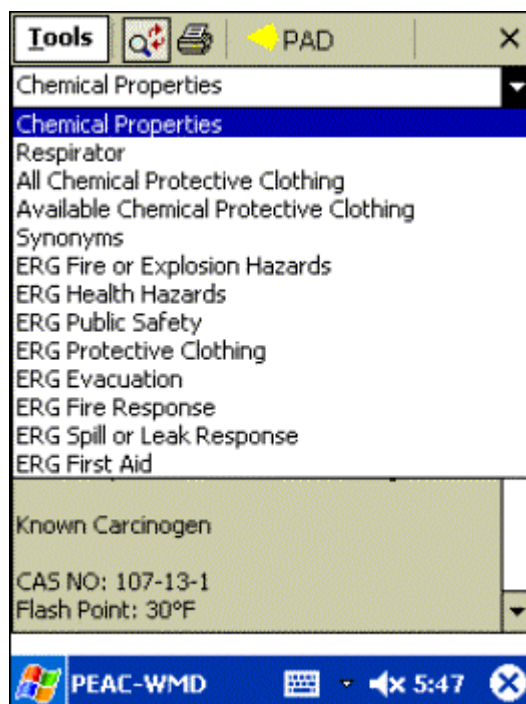 Tools PAD
Chemical Properties
Chemical Properties
Respirator
All Chemical Protective Clothing
Available Chemical Protective Clothing
Synonyms
ERG Fire or Explosion Hazards
ERG Health Hazards
ERG Public Safety
ERG Protective Clothing
ERG Evacuation
ERG Fire Response
ERG Spill or Leak Response
ERG First Aid
Known Carcinogen
CAS NO: 107-13-1
Flash Point: 30°F
PEAC-WMD 5:47